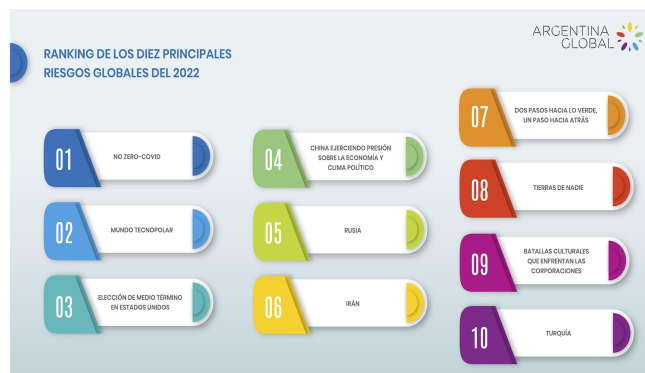 RANKING DE LOS DIEZ PRINCIPALES
RIESGOS GLOBALES DEL 2022
ARGENTINA
GLOBAL
01
NO ZERO-COVID
02
MUNDO TECNOPOLAR
03
ELECCIÓN DE MEDIO TÉRMINO
EN ESTADOS UNIDOS
04
CHINA EJERCIENDO PRESIÓN
SOBRE LA ECONOMÍA Y
CLIMA POLÍTICO
05
RUSIA
06
IRÁN
07
DOS PASOS HACIA LO VERDE,
UN PASO HACIA ATRÁS
08
TIERRAS DE NADIE
09
BATALLAS CULTURALES
QUE ENFRENTAN LAS
CORPORACIONES
10
TURQUÍA